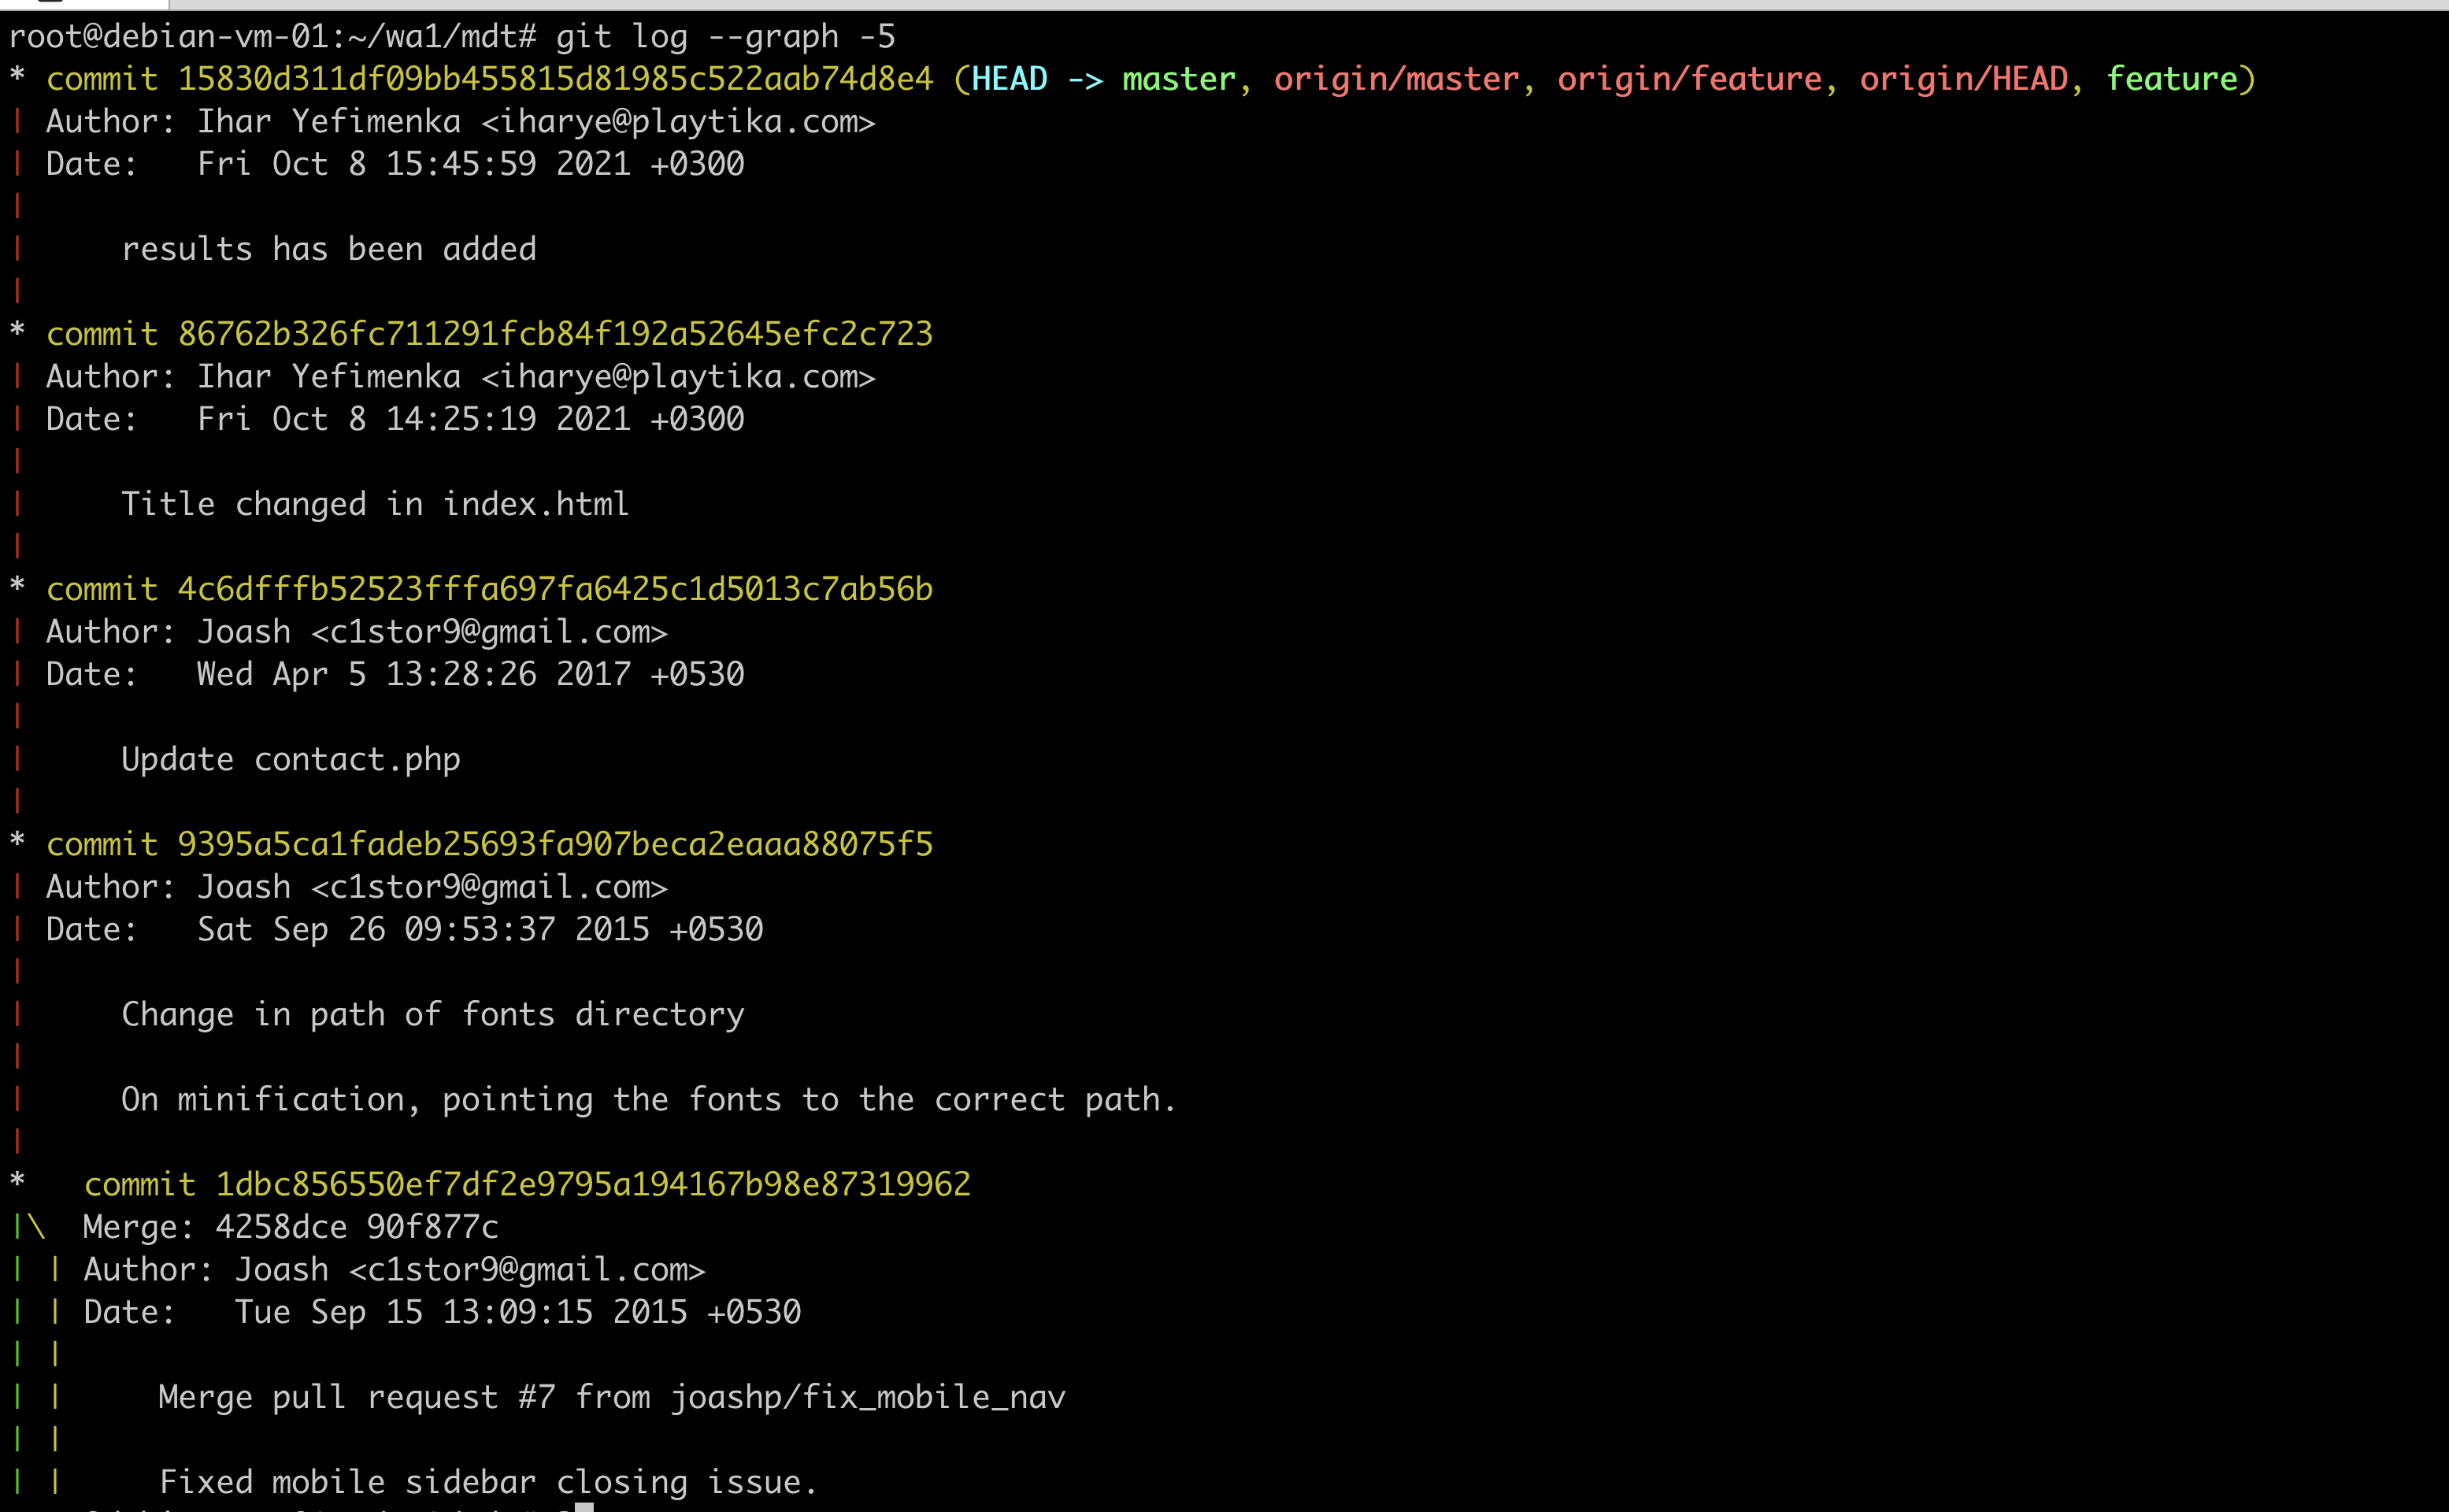 root@debian-vm-01:~/wa1/mdt# git log --graph -5
* commit 15830d311df09bb455815d81985c522aab74d8e4 (HEAD -> master, origin/master, origin/feature, origin/HEAD, feature)
| Author: Ihar Yefimenka <iharye@playtika.com>
| Date:   Fri Oct 8 15:45:59 2021 +0300
|
|     results has been added
|
* commit 86762b326fc711291fcb84f192a52645efc2c723
| Author: Ihar Yefimenka <iharye@playtika.com>
| Date:   Fri Oct 8 14:25:19 2021 +0300
|
|     Title changed in index.html
|
* commit 4c6dfffb52523fffa697fa6425c1d5013c7ab56b
| Author: Joash <c1stor9@gmail.com>
| Date:   Wed Apr 5 13:28:26 2017 +0530
|
|     Update contact.php
|
* commit 9395a5ca1fadeb25693fa907beca2eaaa88075f5
| Author: Joash <c1stor9@gmail.com>
| Date:   Sat Sep 26 09:53:37 2015 +0530
|
|     Change in path of fonts directory
|
|     On minification, pointing the fonts to the correct path.
|
*   commit 1dbc856550ef7df2e9795a194167b98e87319962
|\  Merge: 4258dce 90f877c
| | Author: Joash <c1stor9@gmail.com>
| | Date:   Tue Sep 15 13:09:15 2015 +0530
| |
| |     Merge pull request #7 from joashp/fix_mobile_nav
| |
| |     Fixed mobile sidebar closing issue.